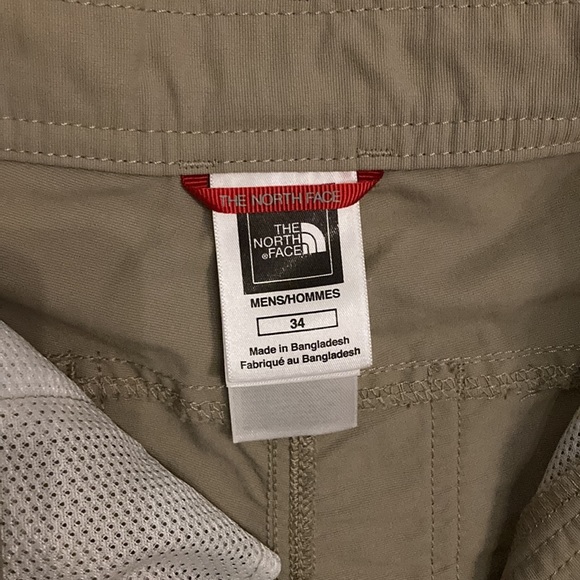 THE NORTH FACE
THE
NORTH
®FACE
MENS/HOMMES
34
Made in Bangladesh
Fabriqué au Bangladesh